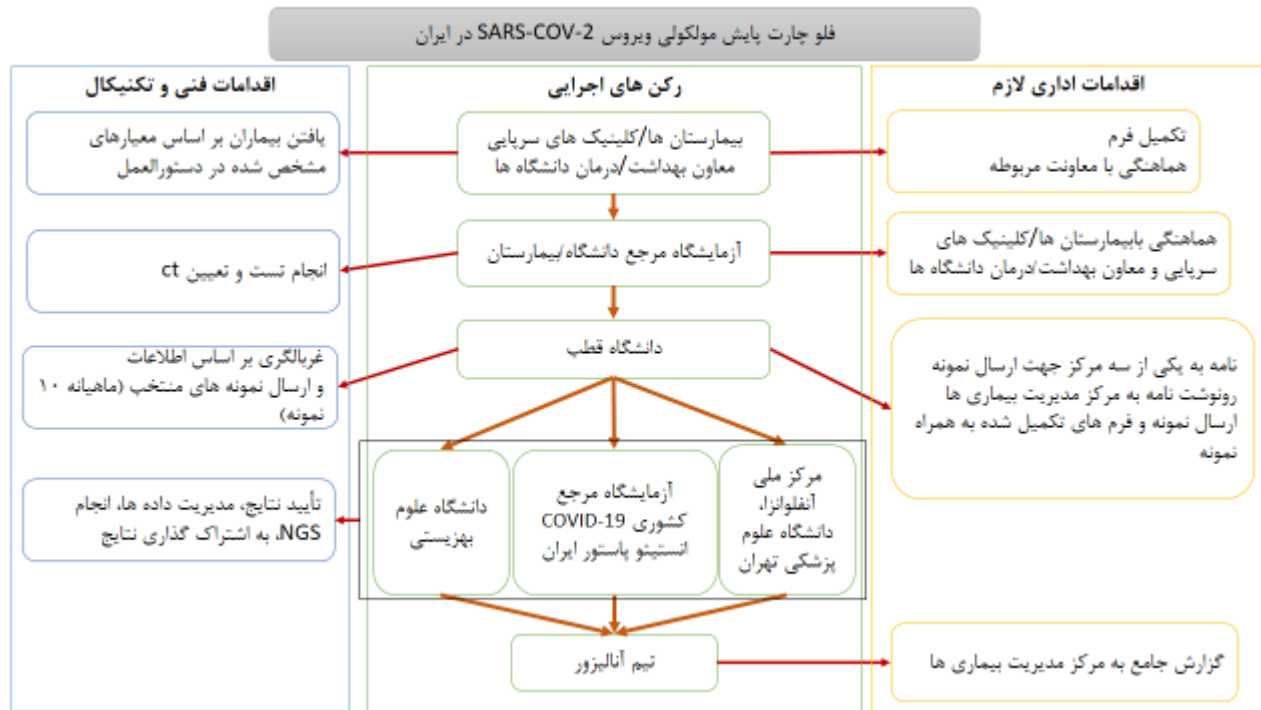 فلو چارت پایش مولکولی ویروس SARS-COV-2 در ایران
اقدامات اداری لازم
تکمیل فرم
هماهنگی با معاونت مربوطه
هماهنگی بابیمارستان ها/کلینیک های
سرپایی و معاون بهداشت/درمان دانشگاه ها
نامه به یکی از سه مرکز جهت ارسال نمونه
رونوشت نامه به مرکز مدیریت بیماری ها
ارسال نمونه و فرم های تکمیل شده به همراه
نمونه
گزارش جامع به مرکز مدیریت بیماری ها
رکن های اجرایی
بیمارستان ها/کلینیک های سرپایی
معاون بهداشت/درمان دانشگاه ها
آزمایشگاه مرجع دانشگاه/بیمارستان
دانشگاه قطب
مرکز ملی
آنفلوانزا،
دانشگاه علوم
پزشکی تهران
آزمایشگاه مرجع
کشوری COVID-19
انستیتو پاستور ایران
دانشگاه علوم
بهزیستی
تیم آنالیزور
اقدامات فنی و تکنیکال
یافتن بیماران بر اساس معیارهای
مشخص شده در دستورالعمل
انجام تست و تعیین ct
غربالگری بر اساس اطلاعات
و ارسال نمونه های منتخب (ماهیانه ۱۰
نمونه)
تأیید نتایج، مدیریت داده ها، انجام
NGS، به اشتراک گذاری نتایج